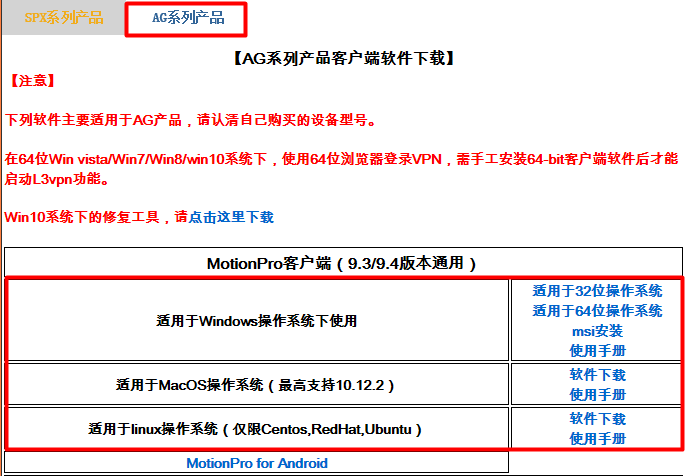 SPX系列产品 AG系列产品
【AG系列产品客户端软件下载】
【注意】
下列软件主要适用于AG产品，请认清自己购买的设备型号。
在64位Win vista/Win7/Win8/win10系统下，使用64位浏览器登录VPN，需手工安装64-bit客户端软件后才能
启动L3vpn功能。
Win10系统下的修复工具，请点击这里下载
MotionPro客户端（9.3/9.4版本通用）
适用于Windows操作系统下使用
适用于32位操作系统
适用于64位操作系统
msi安装
使用手册
适用于MacOS操作系统（最高支持10.12.2）
软件下载
使用手册
适用于linux操作系统（仅限Centos,RedHat,Ubuntu）
软件下载
使用手册
MotionPro for Android